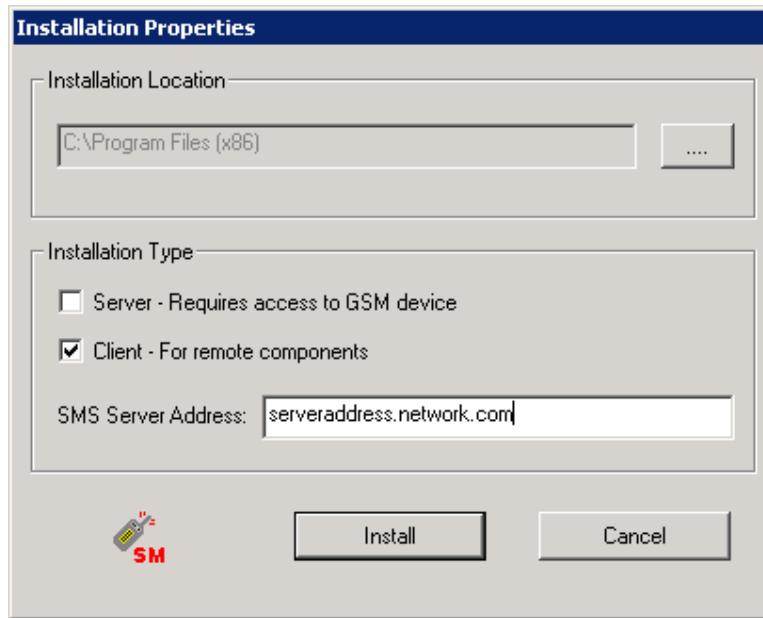 Installation Properties
Installation Location
C:\Program Files (x86)
....
Installation Type
Server - Requires access to GSM device
Client - For remote components
SMS Server Address: serveraddress.network.com
SM
Install Cancel